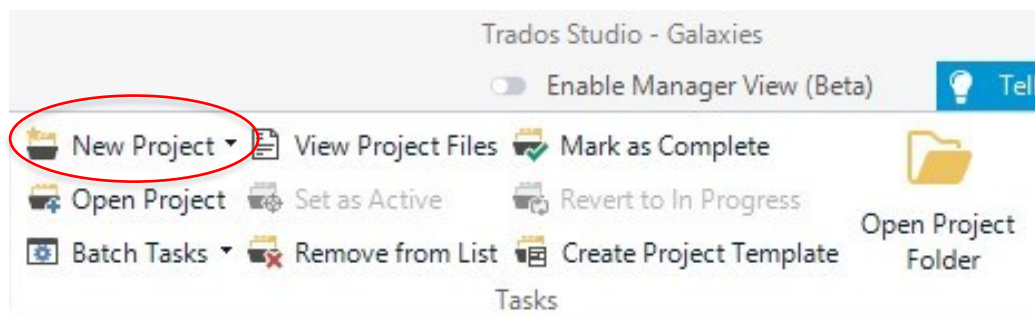 Trados Studio - Galaxies
Enable Manager View (Beta) Tell
New Project View Project Files Mark as Complete
Open Project Set as Active Revert to In Progress
Open Project
Folder
Batch Tasks Remove from List Create Project Template
Tasks